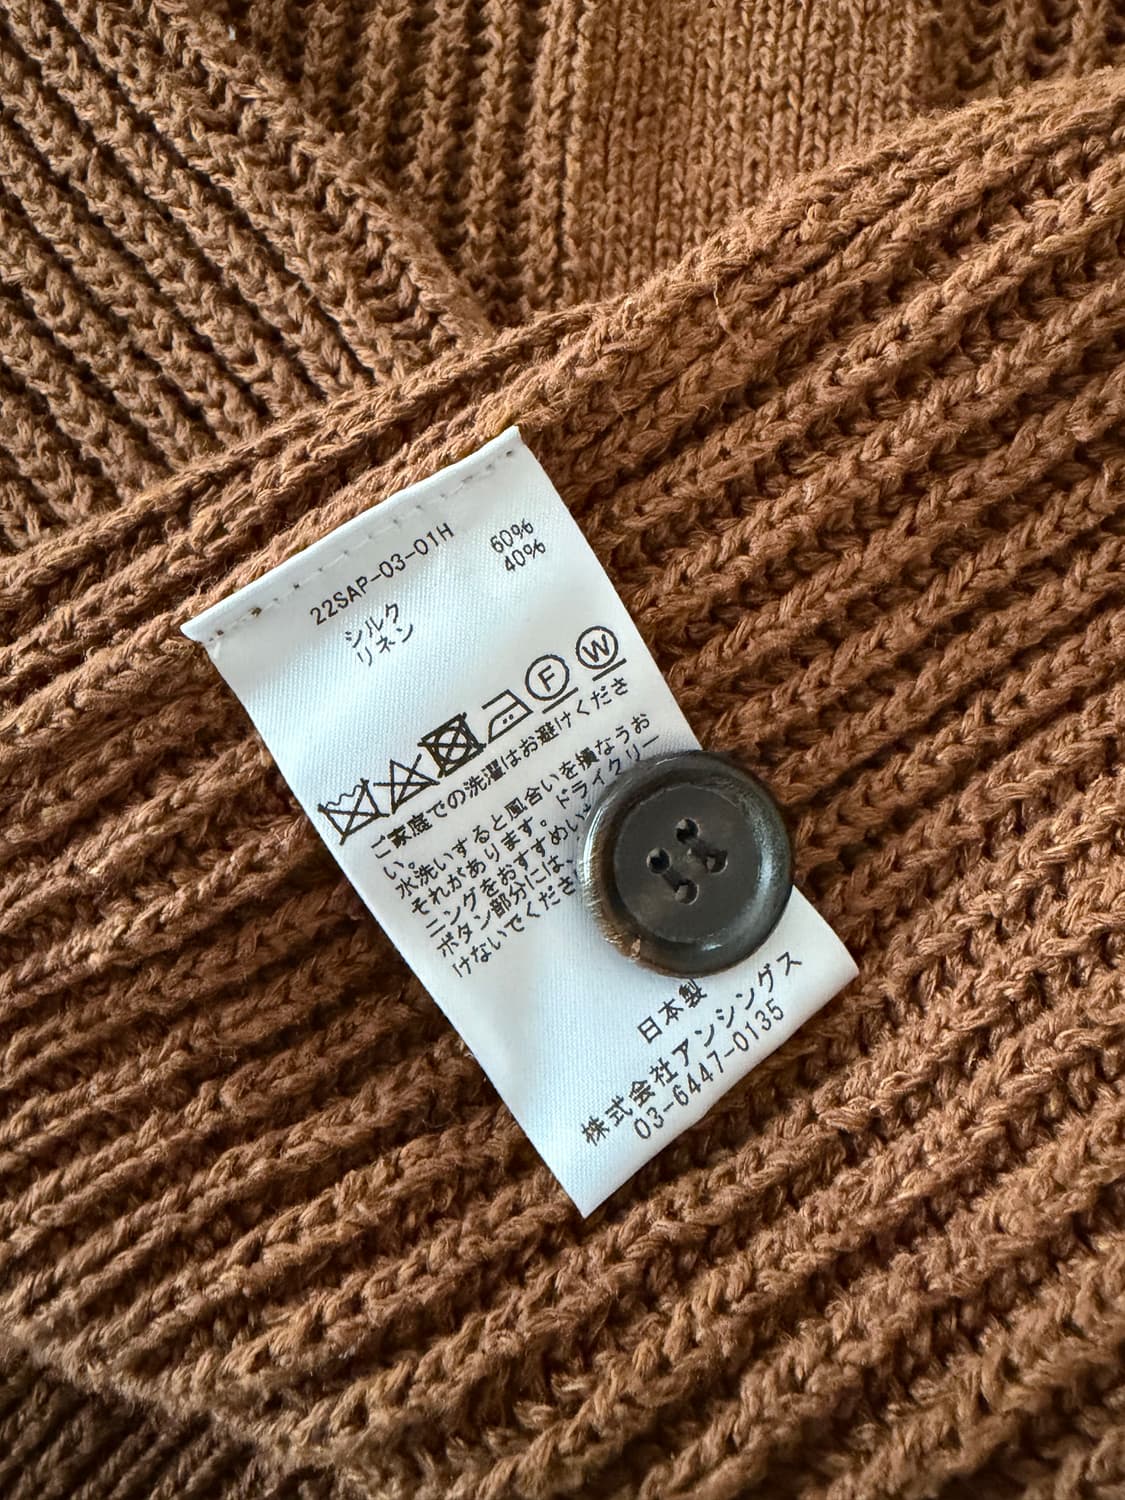 22SAP-03-01H
シルク 60%
リネン 40%
F W
ご家庭での洗濯はお避けくださ
い。
水洗いすると風合いを損なうお
それがあります。ドライクリー
ニングをおすすめい
ボタン部分には、
けないでくださ
日本製
株式会社アンシングス
03-6447-0135